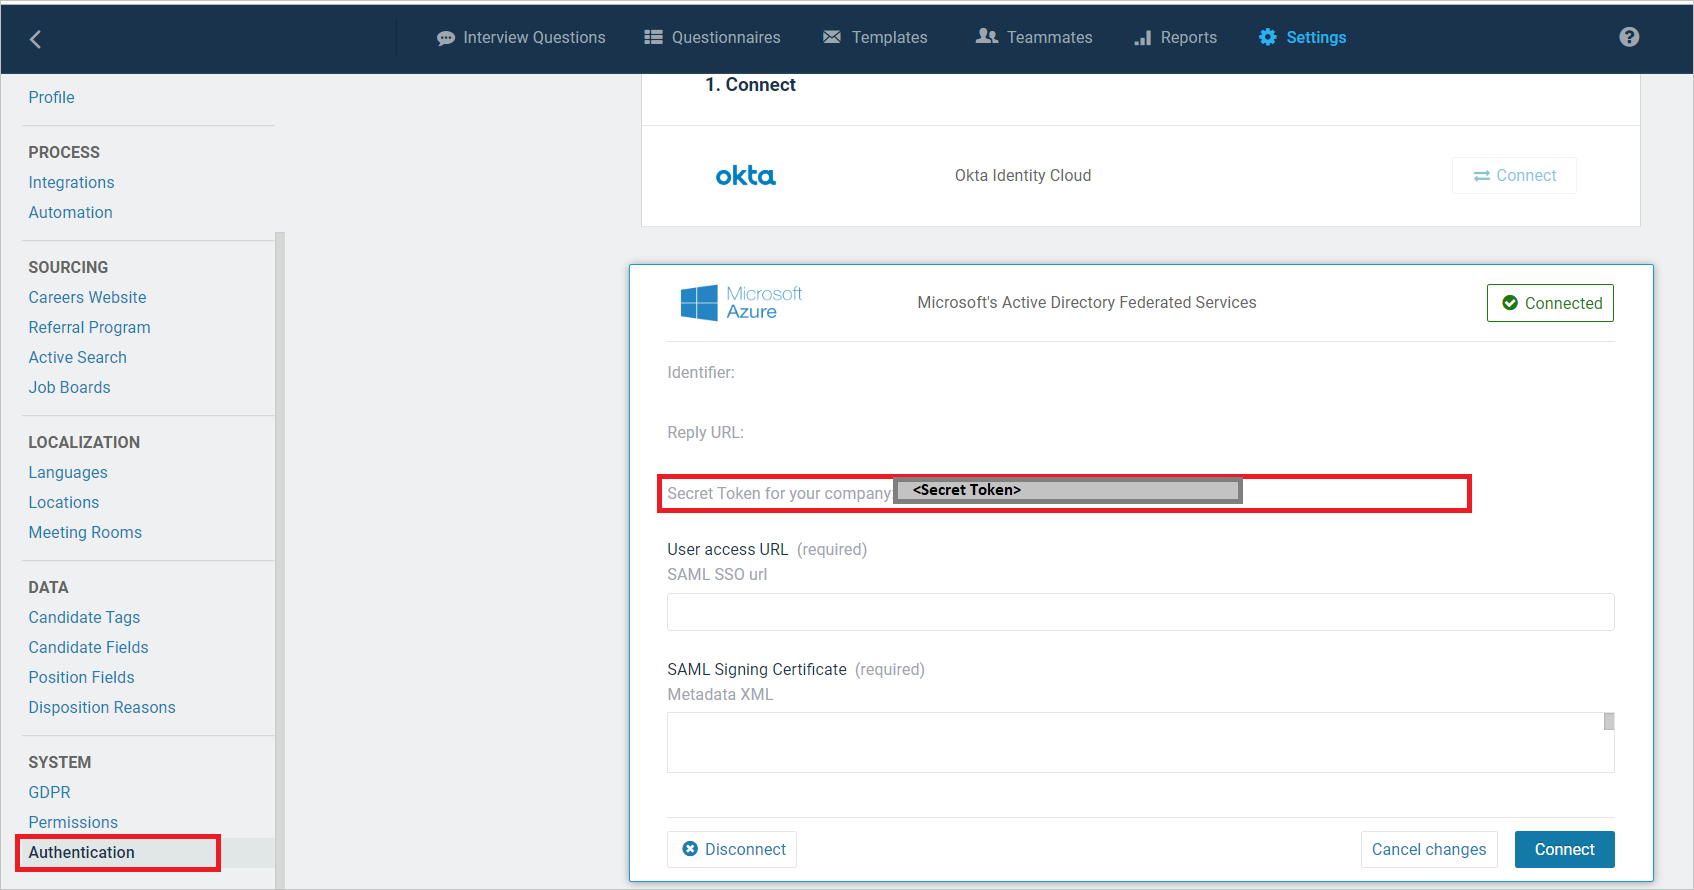 Interview Questions
Questionnaires
Templates
Teammates
Reports
Settings
Profile
PROCESS
Integrations
Automation
SOURCING
Careers Website
Referral Program
Active Search
Job Boards
LOCALIZATION
Languages
Locations
Meeting Rooms
DATA
Candidate Tags
Candidate Fields
Position Fields
Disposition Reasons
SYSTEM
GDPR
Permissions
Authentication
1. Connect
okta
Okta Identity Cloud
Connect
Microsoft
Azure
Microsoft's Active Directory Federated Services
Connected
Identifier:
Reply URL:
Secret Token for your company <Secret Token>
User access URL (required)
SAML SSO url
SAML Signing Certificate (required)
Metadata XML
Disconnect
Cancel changes
Connect